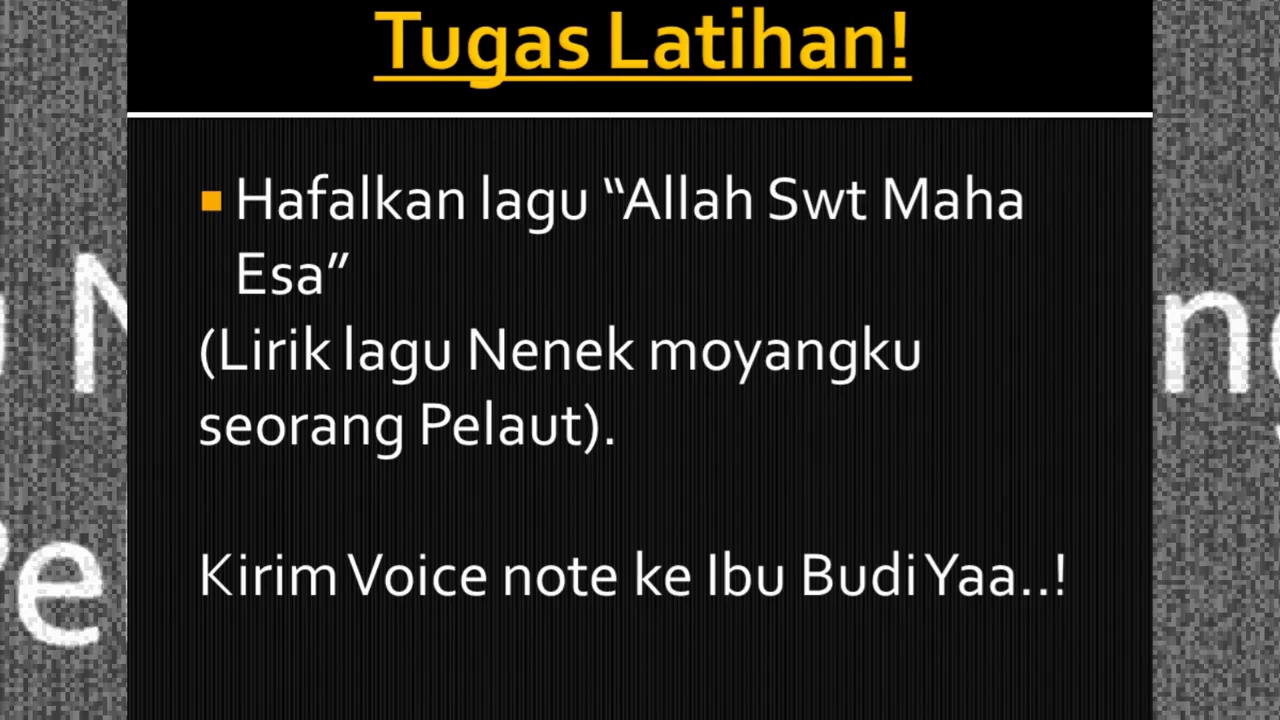 Tugas Latihan!
Hafalkan lagu “Allah Swt Maha
Esa”
(Lirik lagu Nenek moyangku
seorang Pelaut).
Kirim Voice note ke Ibu Budi Yaa..!